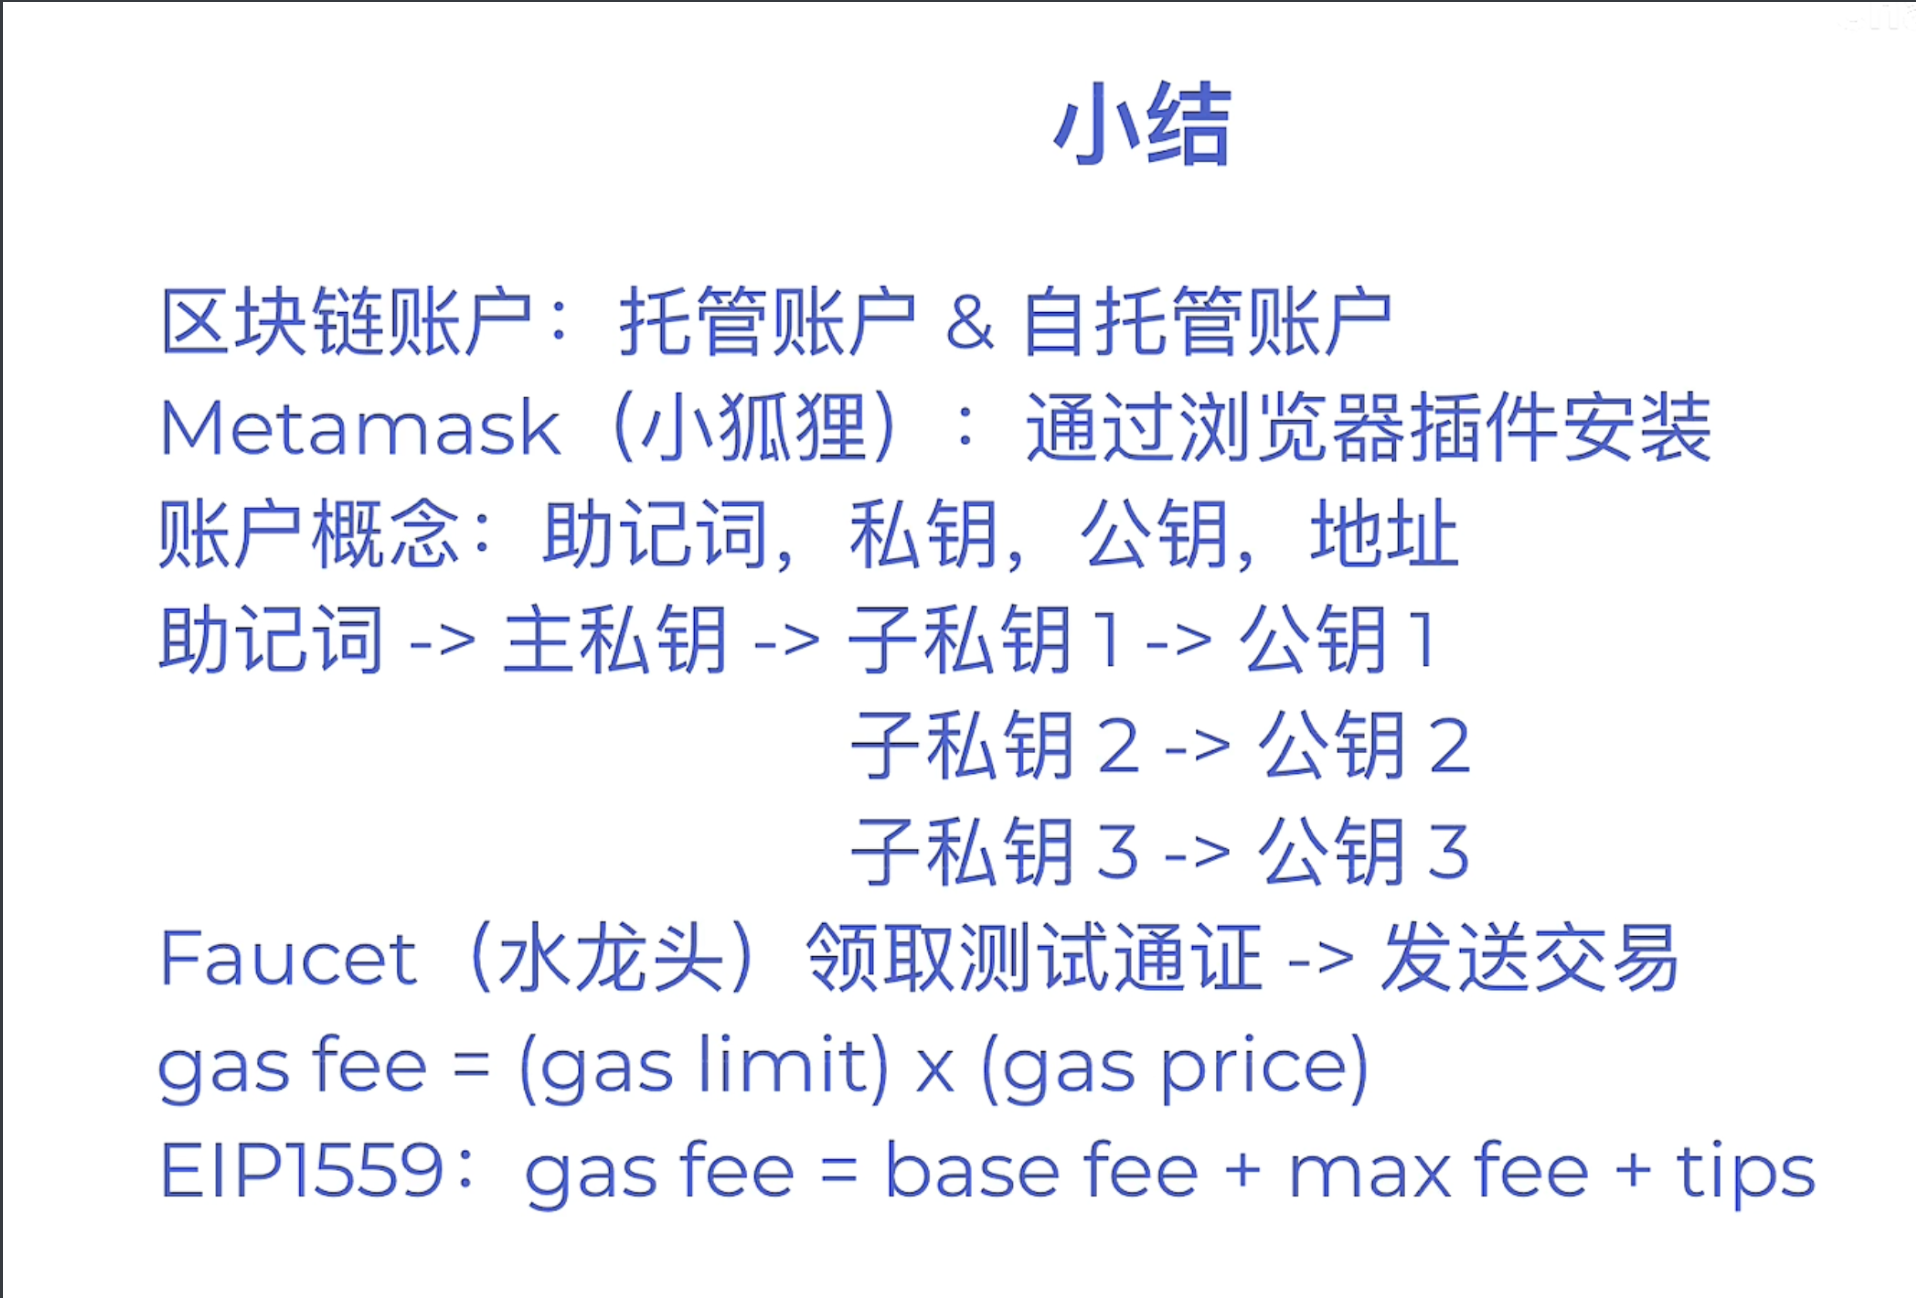 小结
区块链账户：托管账户 & 自托管账户
Metamask（小狐狸）：通过浏览器插件安装
账户概念：助记词，私钥，公钥，地址
助记词 -> 主私钥 -> 子私钥 1 -> 公钥 1
子私钥 2 -> 公钥 2
子私钥 3 -> 公钥 3
Faucet（水龙头）领取测试通证 -> 发送交易
gas fee = (gas limit) x (gas price)
EIP1559：gas fee = base fee + max fee + tips